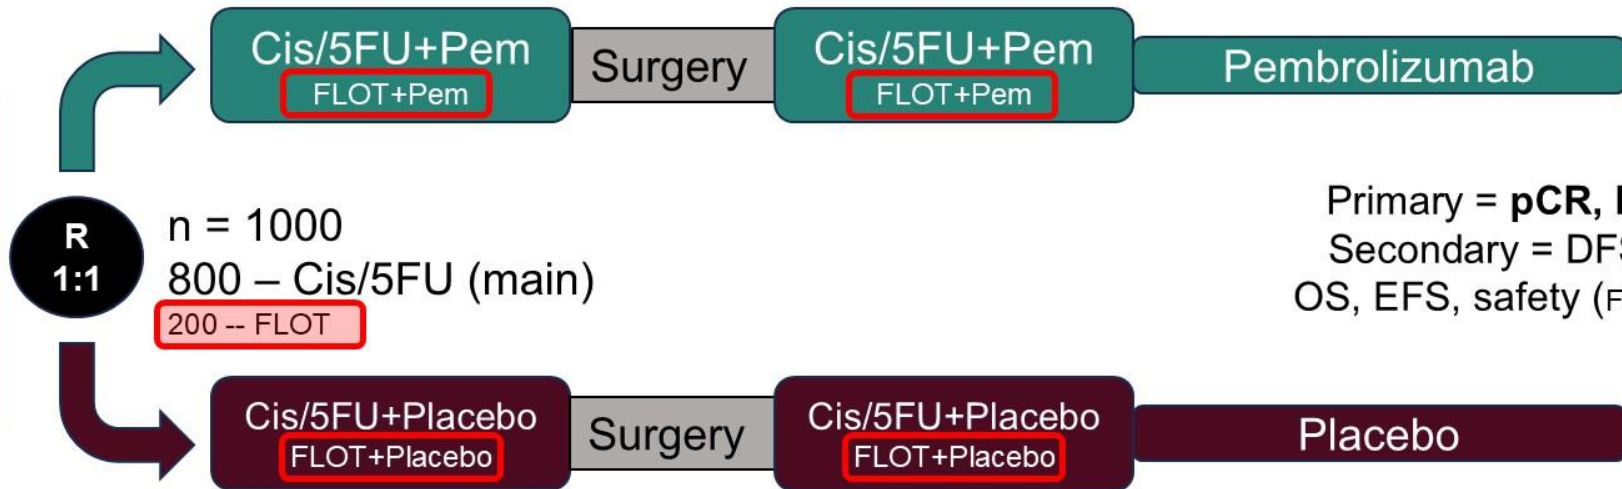 Cis/5FU+Pem
FLOT+Pem
Surgery
Cis/5FU+Pem
FLOT+Pem
Pembrolizumab
R
1:1
n = 1000
800 – Cis/5FU (main)
200 -- FLOT
Primary = pCR,
Secondary =
OS, EFS, safety
Cis/5FU+Placebo
FLOT+Placebo
Surgery
Cis/5FU+Placebo
FLOT+Placebo
Placebo